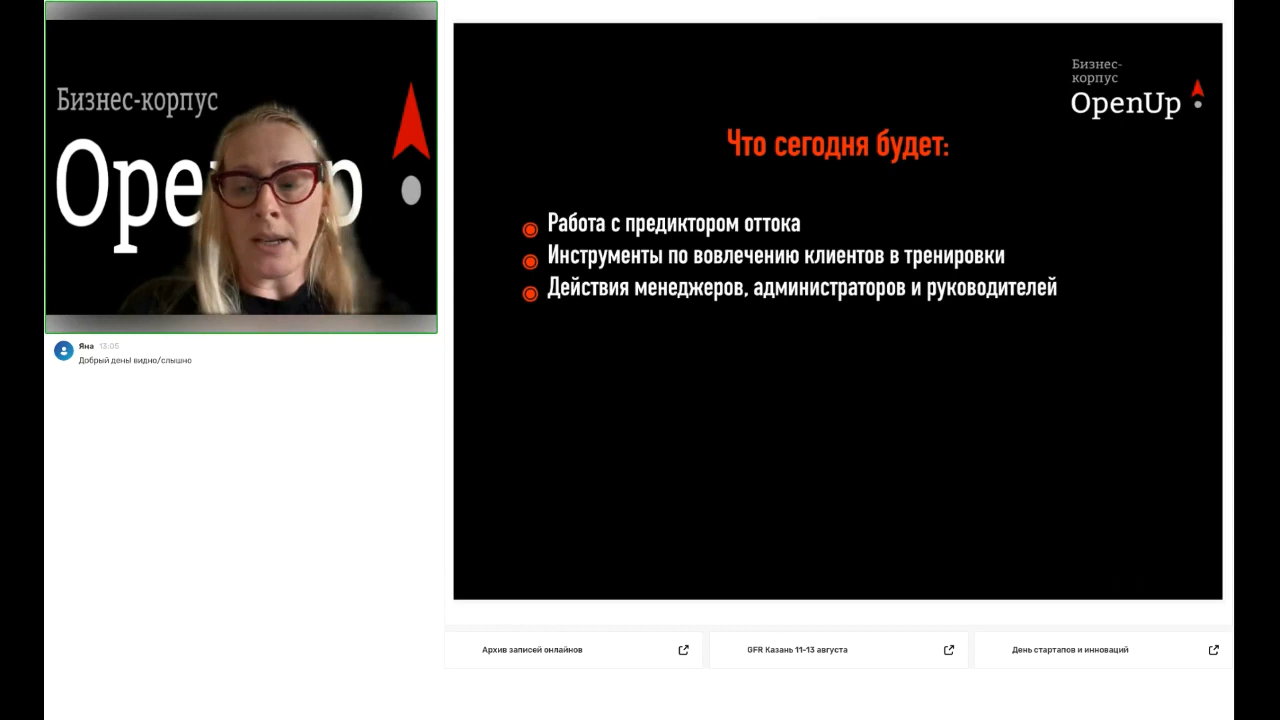 Бизнес-корпус
Ope
p
Яна 13:05
Добрый день! видно/слышно
Бизнес-
корпус
OpenUp
Что сегодня будет:
Работа с предиктором оттока
Инструменты по вовлечению клиентов в тренировки
Действия менеджеров, администраторов и руководителей
Архив записей онлайнов
GFR Казань 11-13 августа
День стартапов и инноваций